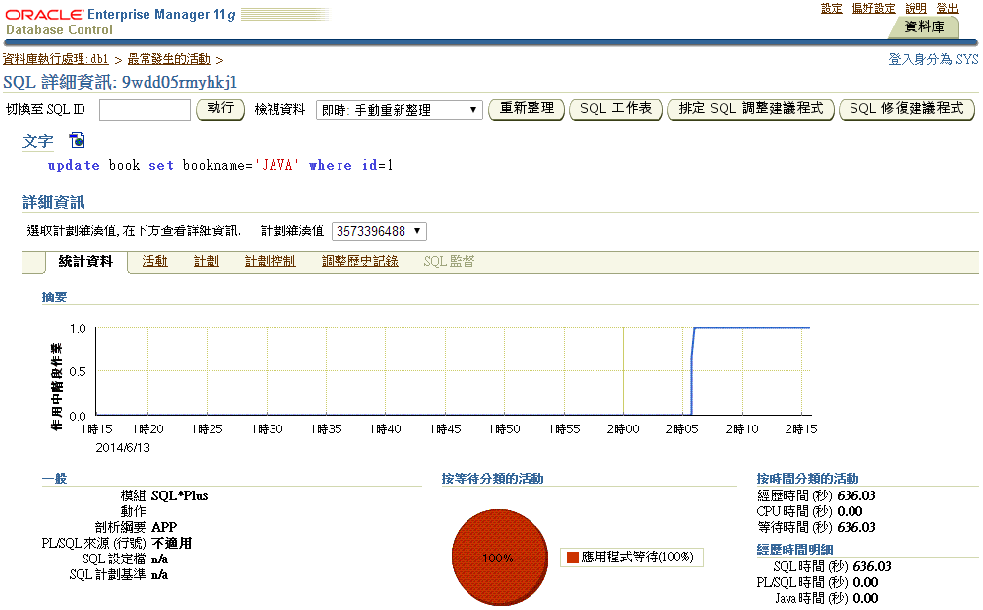 ORACLE Enterprise Manager 11g
Database Control
設定 偏好設定 說明 登出
資料庫
資料庫執行處理: db1 > 最常發生的活動 >
登入身分為 SYS
SQL 詳細資訊: 9wdd05rmyhkj1
切換至 SQL ID 執行 檢視資料 即時: 手動重新整理 重新整理 SQL 工作表 排定 SQL 調整建議程式 SQL 修復建議程式
文字
update book set bookname='JAVA' where id=1
詳細資訊
選取計劃雜湊值, 在下方查看詳細資訊. 計劃雜湊值 3573396488
統計資料 活動 計劃 計劃控制 調整歷史記錄 SQL 監督
摘要
作用中階段作業
1.0
0.5
0.0
1時15 1時20 1時25 1時30 1時35 1時40 1時45 1時50 1時55 2時00 2時05 2時10 2時15
2014/6/13
一般
模組 SQL*Plus
動作
剖析綱要 APP
PL/SQL 來源 (行號) 不適用
SQL 設定檔 n/a
SQL 計劃基準 n/a
按等待分類的活動
100%
應用程式等待(100%)
按時間分類的活動
經歷時間 (秒) 636.03
CPU 時間 (秒) 0.00
等待時間 (秒) 636.03
經歷時間明細
SQL 時間 (秒) 636.03
PL/SQL 時間 (秒) 0.00
Java 時間 (秒) 0.00